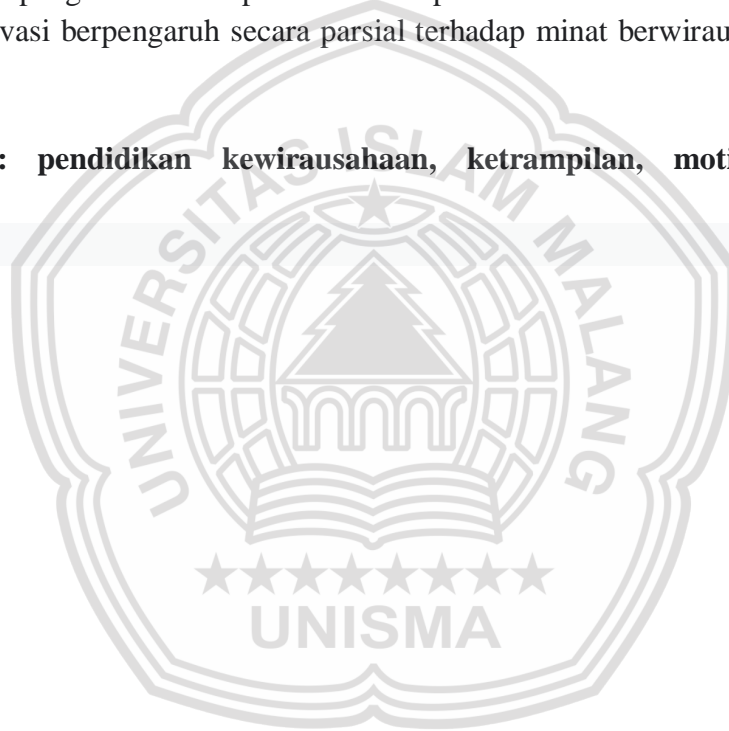 vasi berpengaruh secara parsial terhadap minat berwirau
: pendidikan kewirausahaan, ketrampilan, moti
UNIVERSITAS ISLAM MALANG
UNISMA